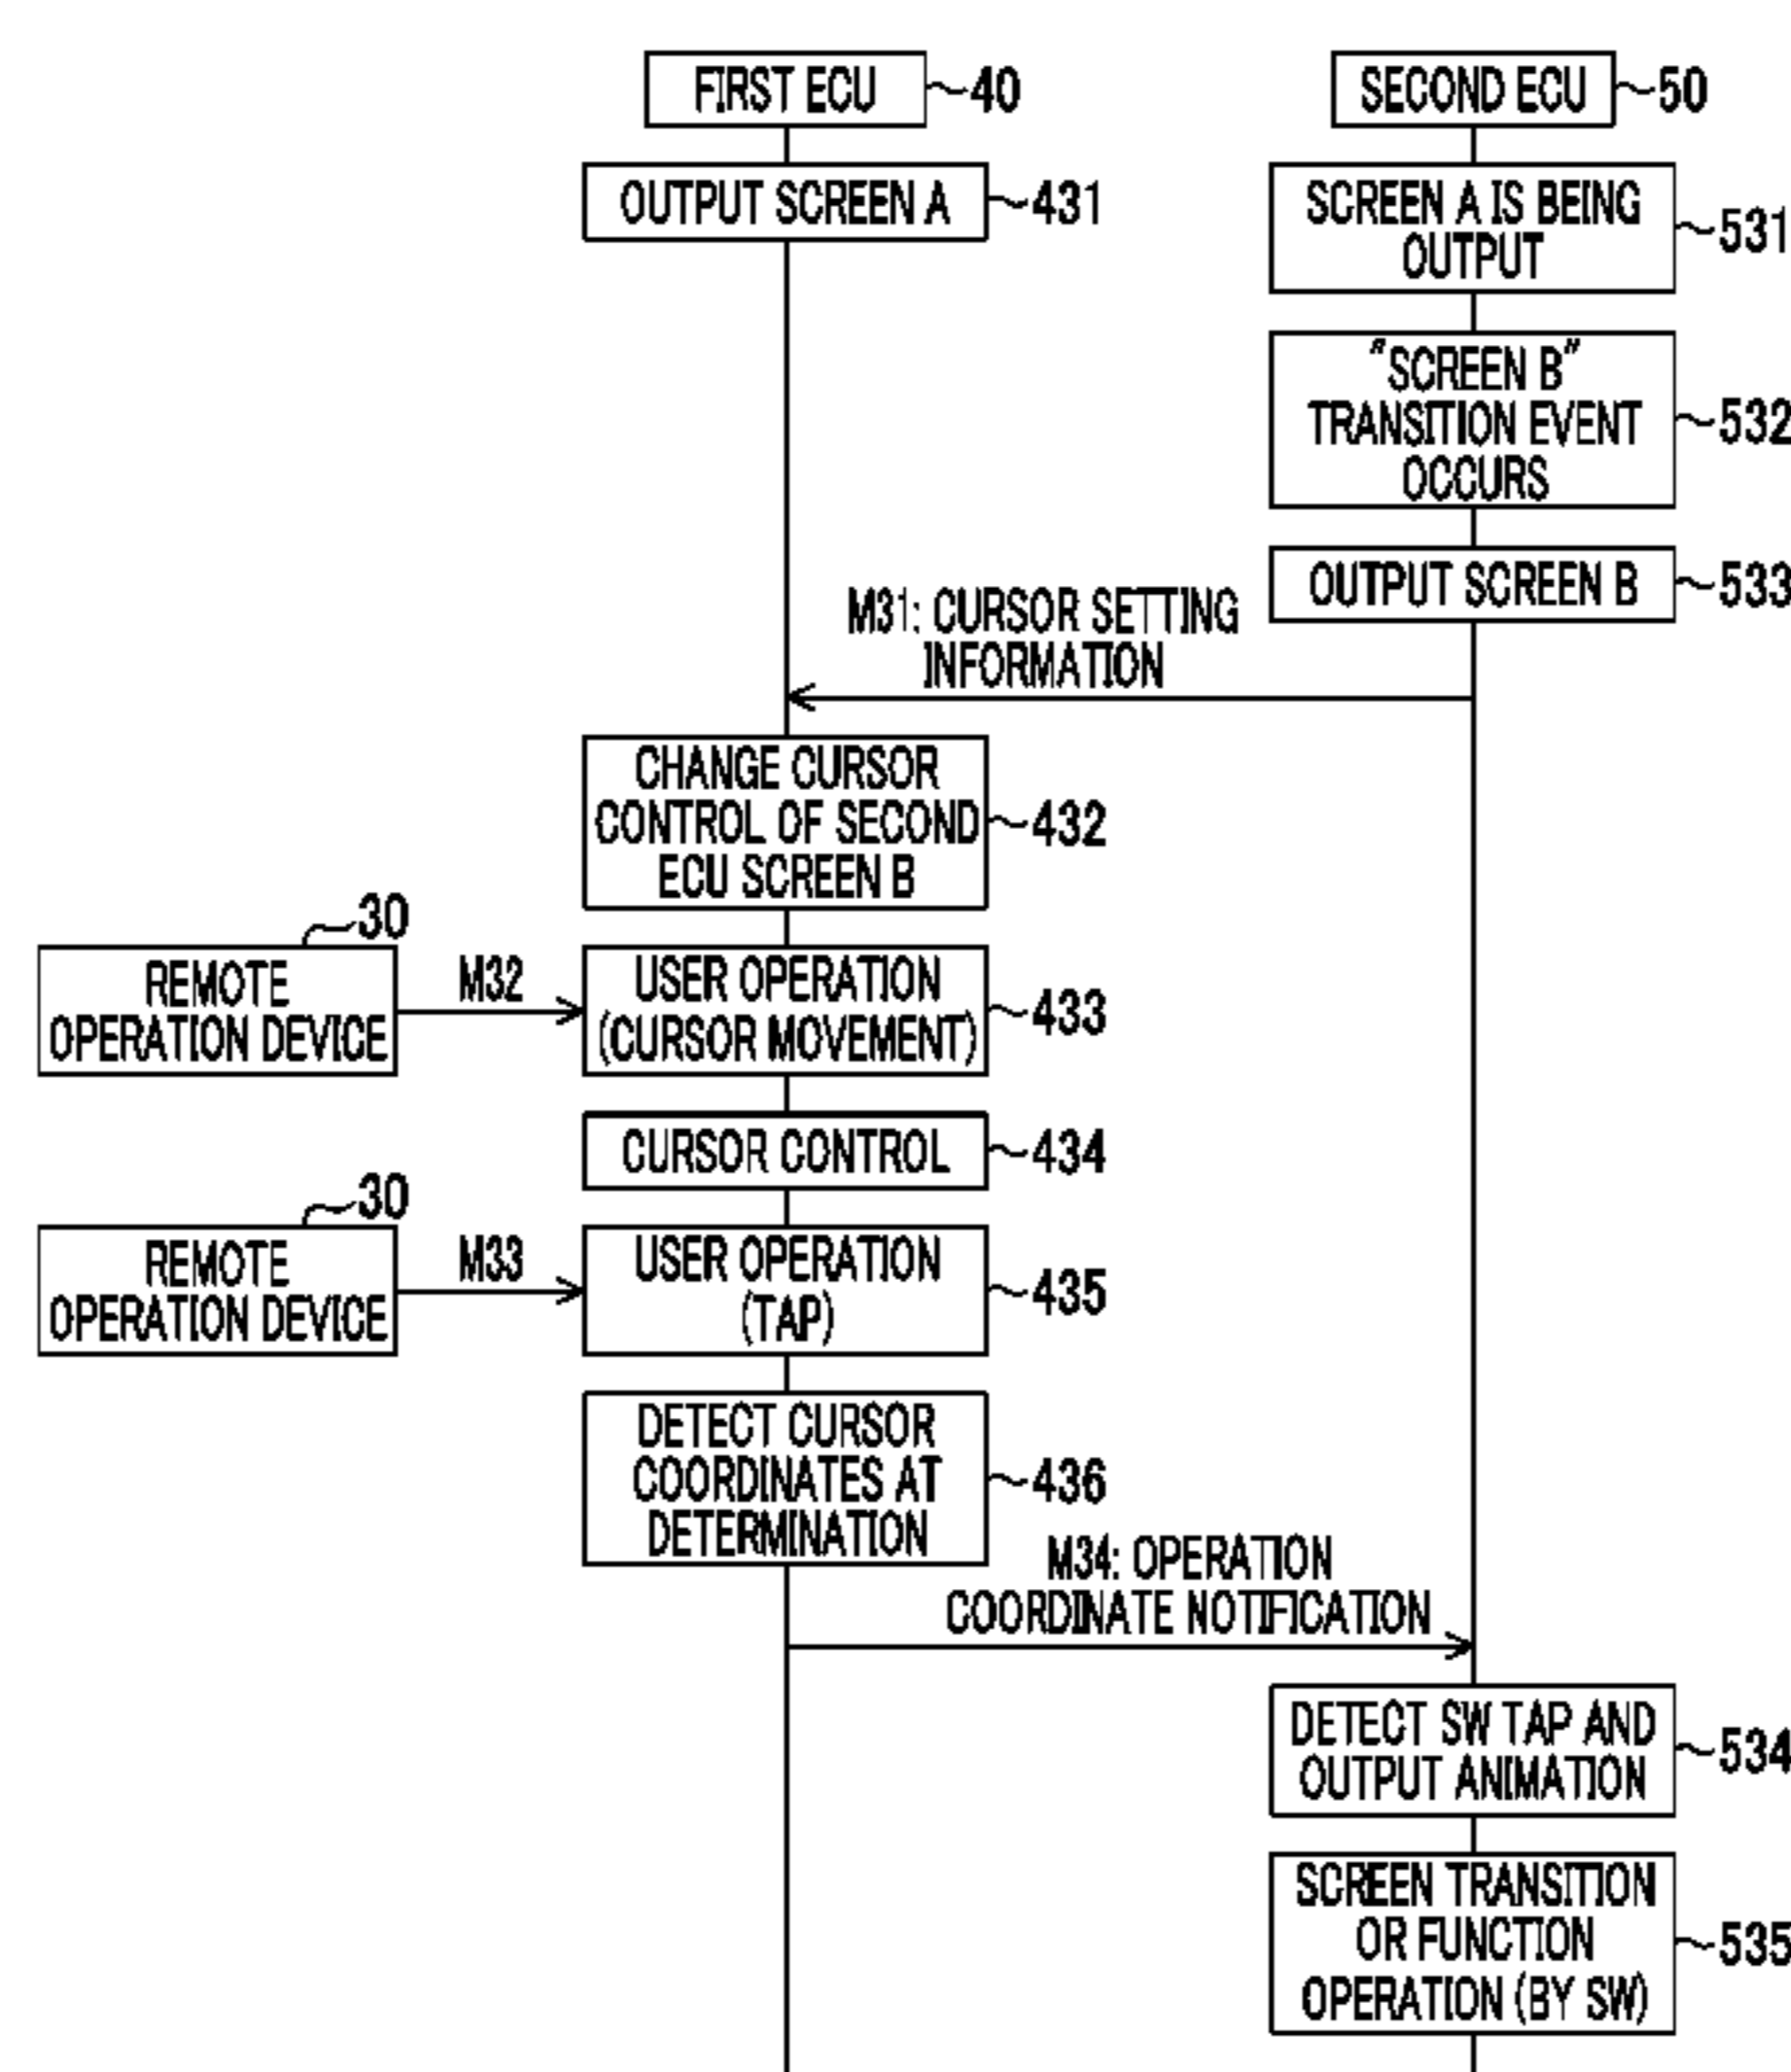 FIRST ECU
40
SECOND ECU
50
OUTPUT SCREEN A
431
SCREEN A IS BEING
OUTPUT
531
"SCREEN B"
TRANSITION EVENT
OCCURS
532
OUTPUT SCREEN B
533
M31: CURSOR SETTING
INFORMATION
CHANGE CURSOR
CONTROL OF SECOND
ECU SCREEN B
432
30
REMOTE
OPERATION DEVICE
M32
USER OPERATION
(CURSOR MOVEMENT)
433
CURSOR CONTROL
434
30
REMOTE
OPERATION DEVICE
M33
USER OPERATION
(TAP)
435
DETECT CURSOR
COORDINATES AT
DETERMINATION
436
M34: OPERATION
COORDINATE NOTIFICATION
DETECT SW TAP AND
OUTPUT ANIMATION
534
SCREEN TRANSITION
OR FUNCTION
OPERATION (BY SW)
535